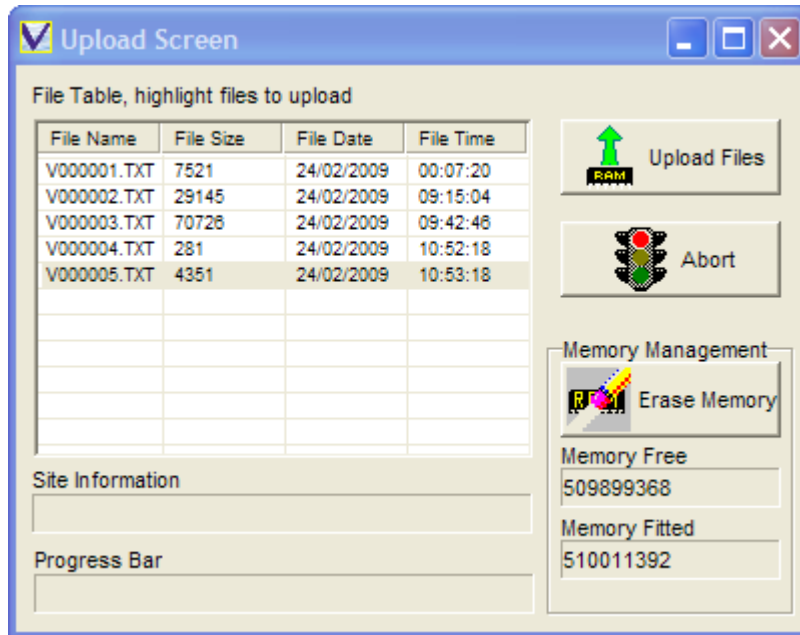 Upload Screen
File Table, highlight files to upload
File Name File Size File Date File Time
V000001.TXT 7521 24/02/2009 00:07:20
V000002.TXT 29145 24/02/2009 09:15:04
V000003.TXT 70726 24/02/2009 09:42:46
V000004.TXT 281 24/02/2009 10:52:18
V000005.TXT 4351 24/02/2009 10:53:18
RAM Upload Files
Abort
Memory Management
Erase Memory
Memory Free
509899368
Memory Fitted
510011392
Site Information
Progress Bar